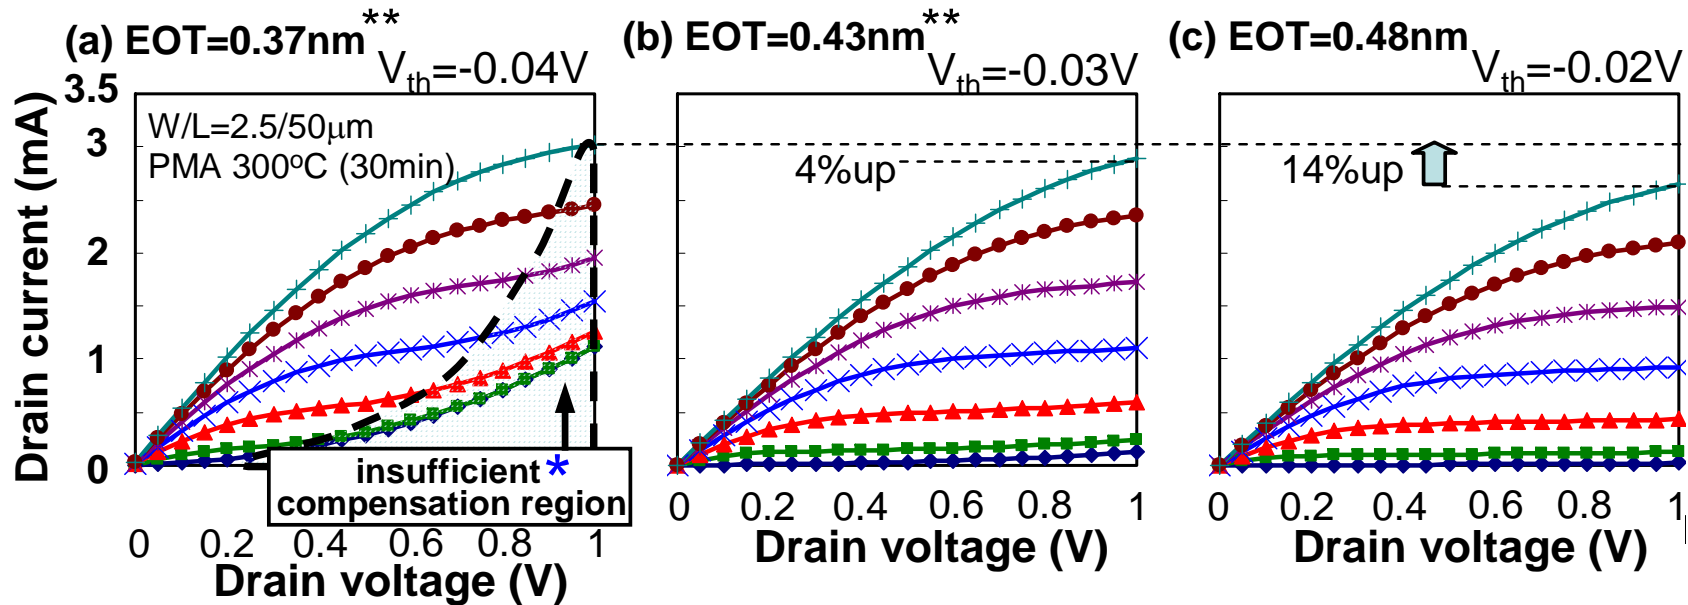 (a) EOT=0.37nm**
Vth=-0.04V
(b) EOT=0.43nm**
Vth=-0.03V
(c) EOT=0.48nm
Vth=-0.02V
Drain current (mA)
3.5
3
2
1
0
W/L=2.5/50μm
PMA 300ºC (30min)
4%up
14%up
insufficient *
compensation region
0 0.2 0.4 0.6 0.8 1
Drain voltage (V)
0 0.2 0.4 0.6 0.8 1
Drain voltage (V)
0 0.2 0.4 0.6 0.8 1
Drain voltage (V)